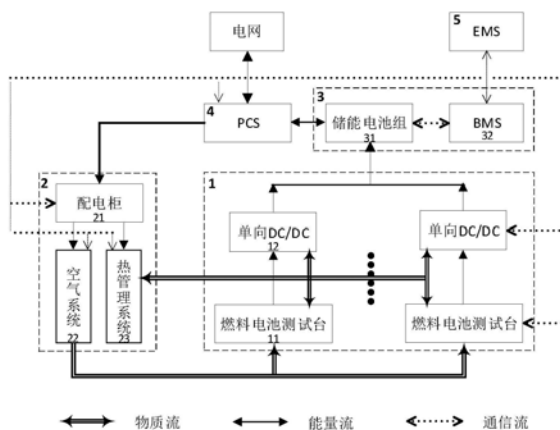 电网
5
EMS
4
PCS
3
储能电池组
31
BMS
32
2
配电柜
21
空气系统
22
热管理系统
23
1
单向DC/DC
12
单向DC/DC
燃料电池测试台
11
燃料电池测试台
物质流
能量流
通信流